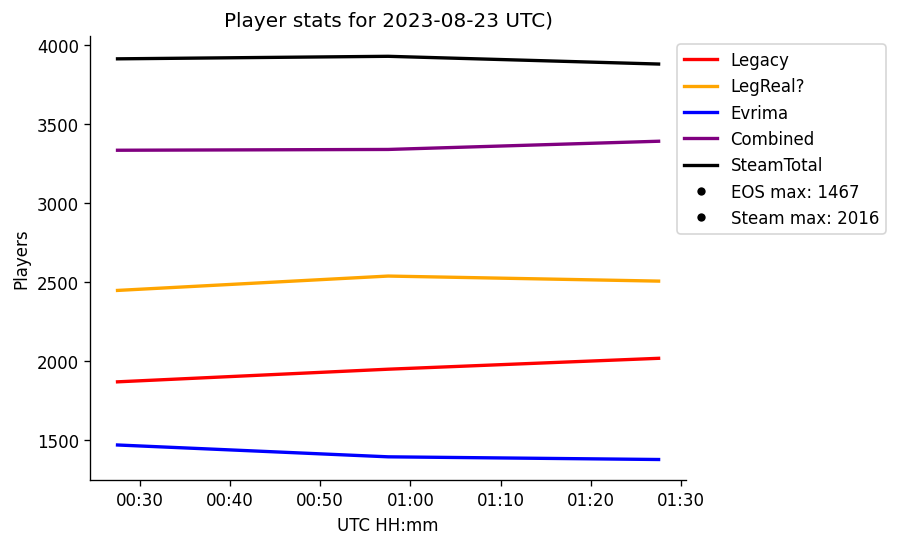 Player stats for 2023-08-23 UTC)
4000
3500
3000
2500
2000
1500
Players
00:30 00:40 00:50 01:00 01:10 01:20 01:30
UTC HH:mm
Legacy
LegReal?
Evrima
Combined
SteamTotal
EOS max: 1467
Steam max: 2016